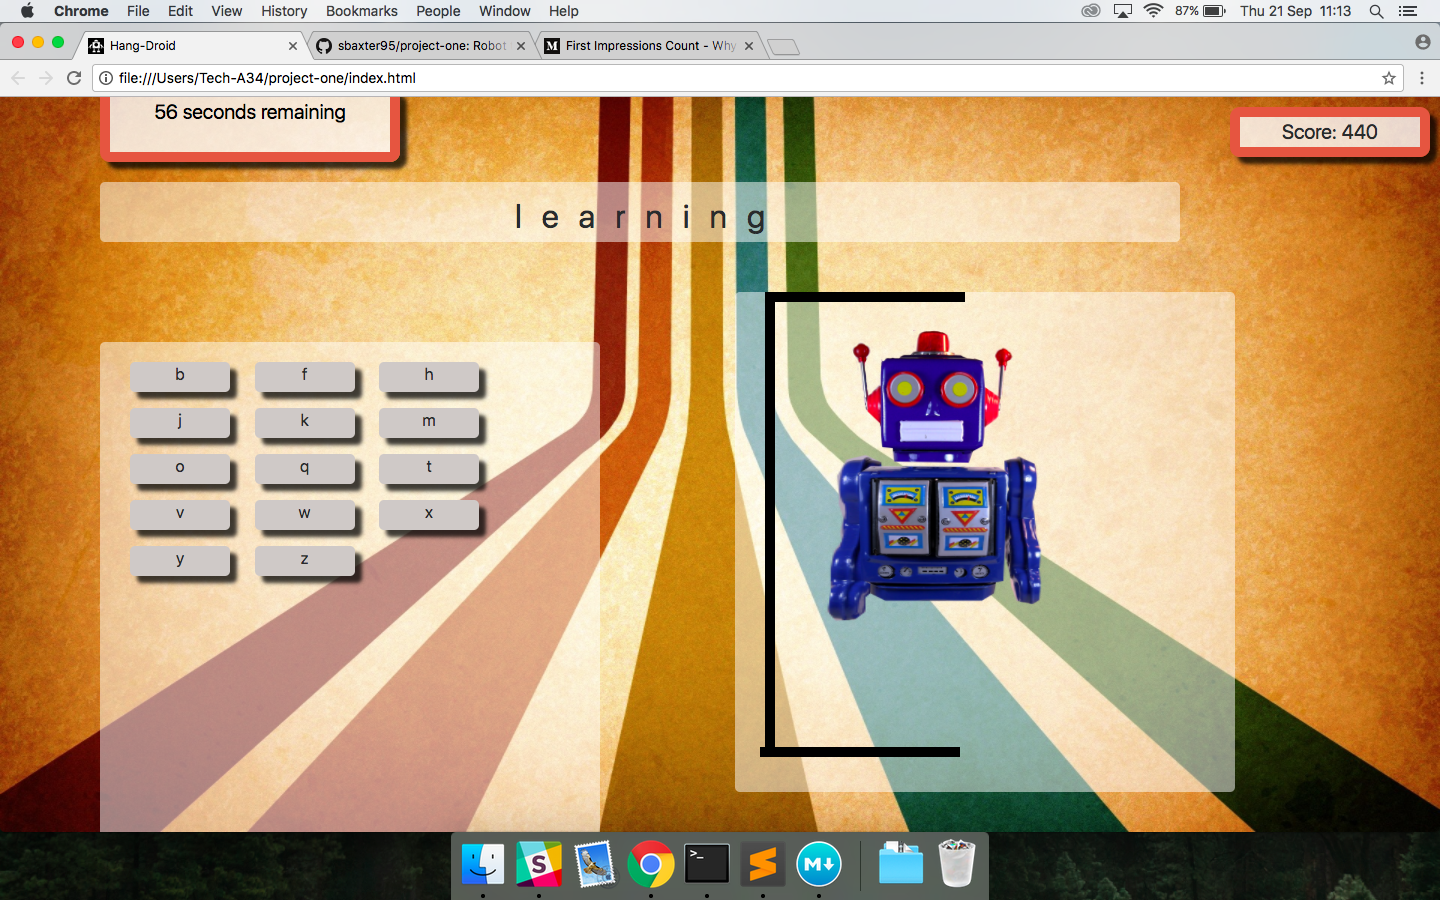 Chrome File Edit View History Bookmarks People Window Help 87% Thu 21 Sep 11:13
Hang-Droid sbaxter95/project-one: Robot First Impressions Count - Why
file:///Users/Tech-A34/project-one/index.html
56 seconds remaining
Score: 440
l e a r n i n g
b f h
j k m
o q t
v w x
y z